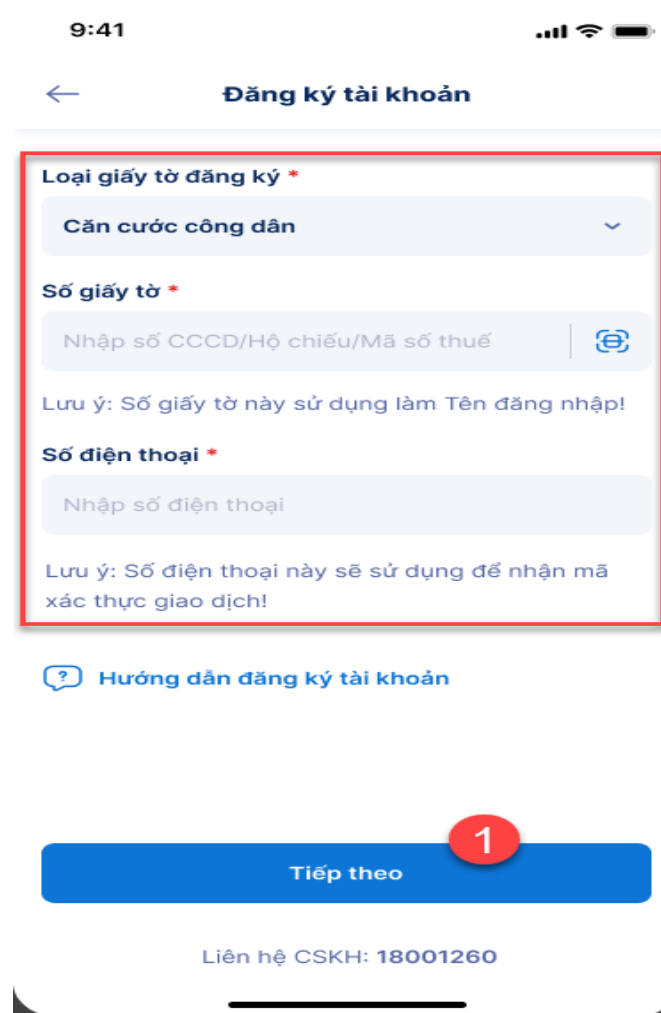 9:41
Đăng ký tài khoản
Loại giấy tờ đăng ký *
Căn cước công dân
Số giấy tờ *
Nhập số CCCD/Hộ chiếu/Mã số thuế
Lưu ý: Số giấy tờ này sử dụng làm Tên đăng nhập!
Số điện thoại *
Nhập số điện thoại
Lưu ý: Số điện thoại này sẽ sử dụng để nhận mã
xác thực giao dịch!
? Hướng dẫn đăng ký tài khoản
1
Tiếp theo
Liên hệ CSKH: 18001260